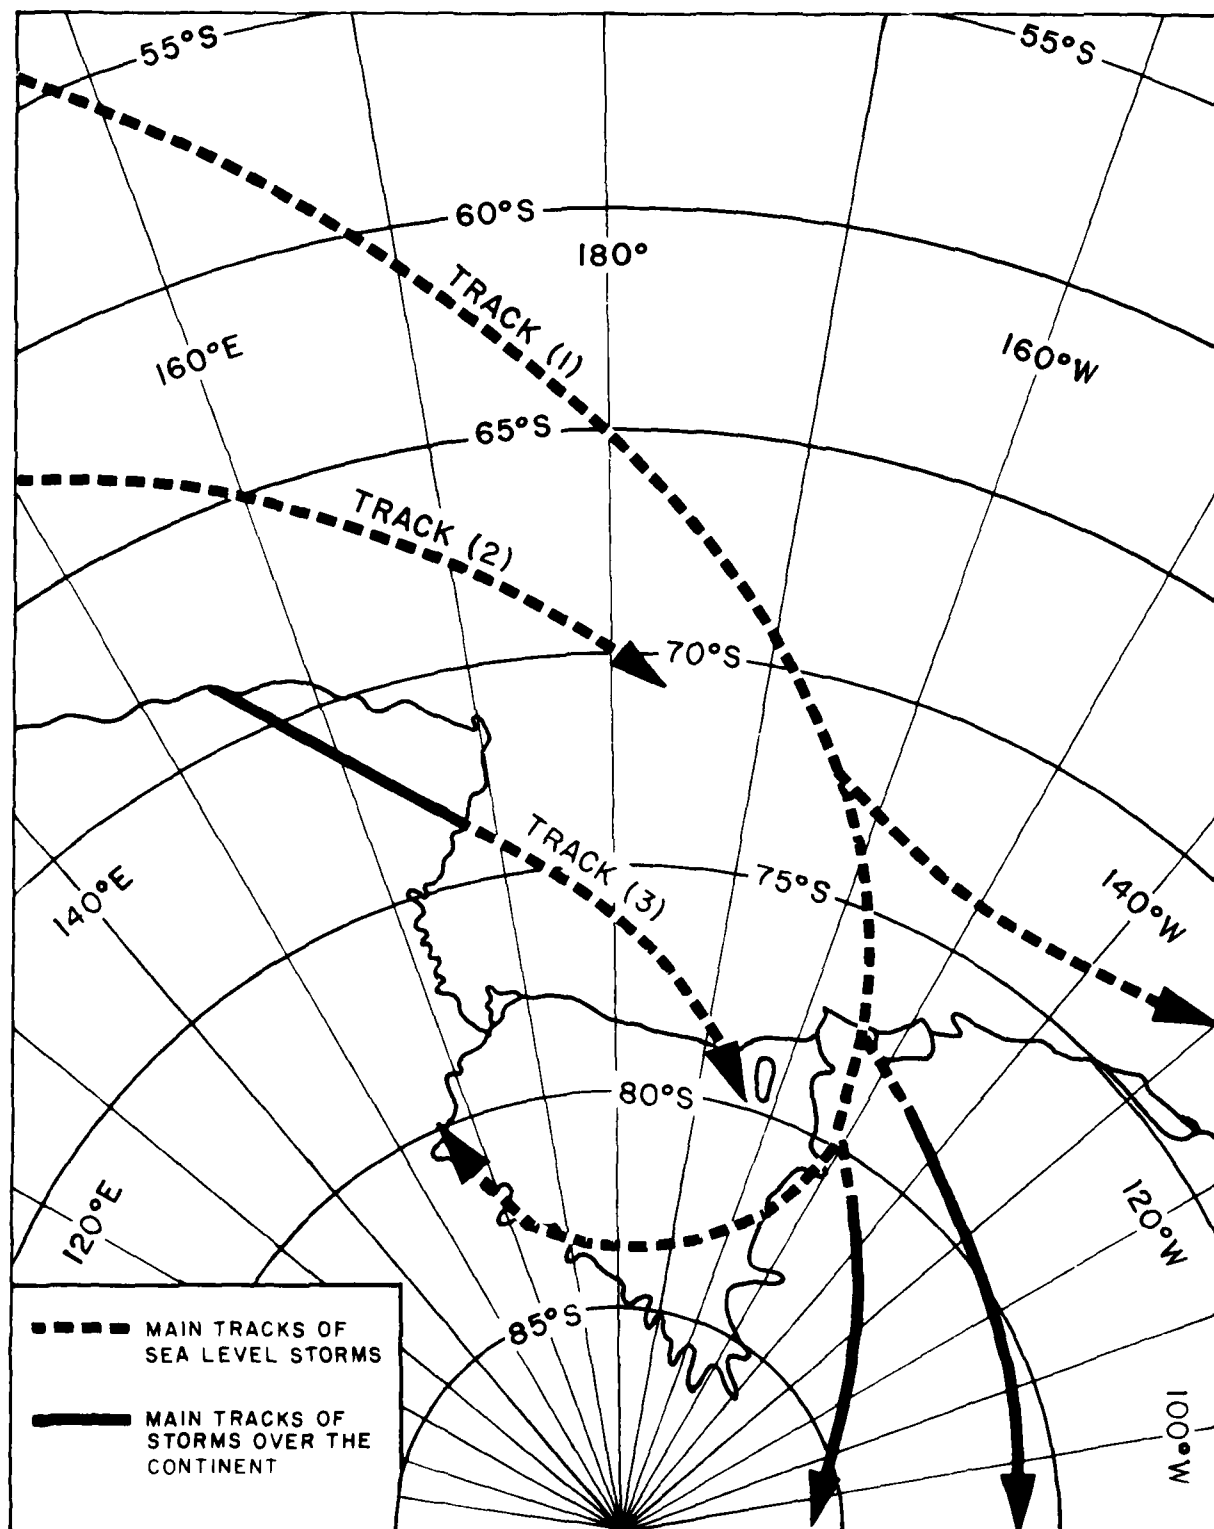 55°S
55°S
60°S
180°
TRACK (1)
160°E
160°W
65°S
TRACK (2)
70°S
TRACK (3)
75°S
140°E
140°W
80°S
120°E
120°W
85°S
100°W
MAIN TRACKS OF
SEA LEVEL STORMS
MAIN TRACKS OF
STORMS OVER THE
CONTINENT